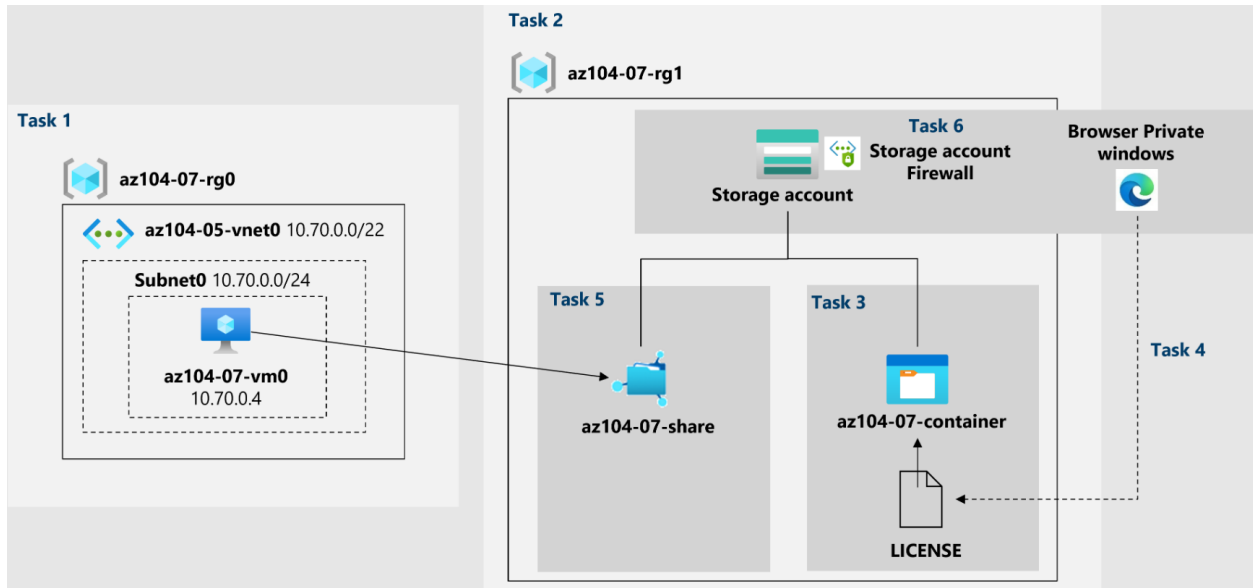 Task 1
az104-07-rg0
az104-05-vnet0 10.70.0.0/22
Subnet0 10.70.0.0/24
az104-07-vm0
10.70.0.4
Task 2
az104-07-rg1
Task 6
Storage account
Firewall
Storage account
Browser Private
windows
Task 5
az104-07-share
Task 3
az104-07-container
LICENSE
Task 4